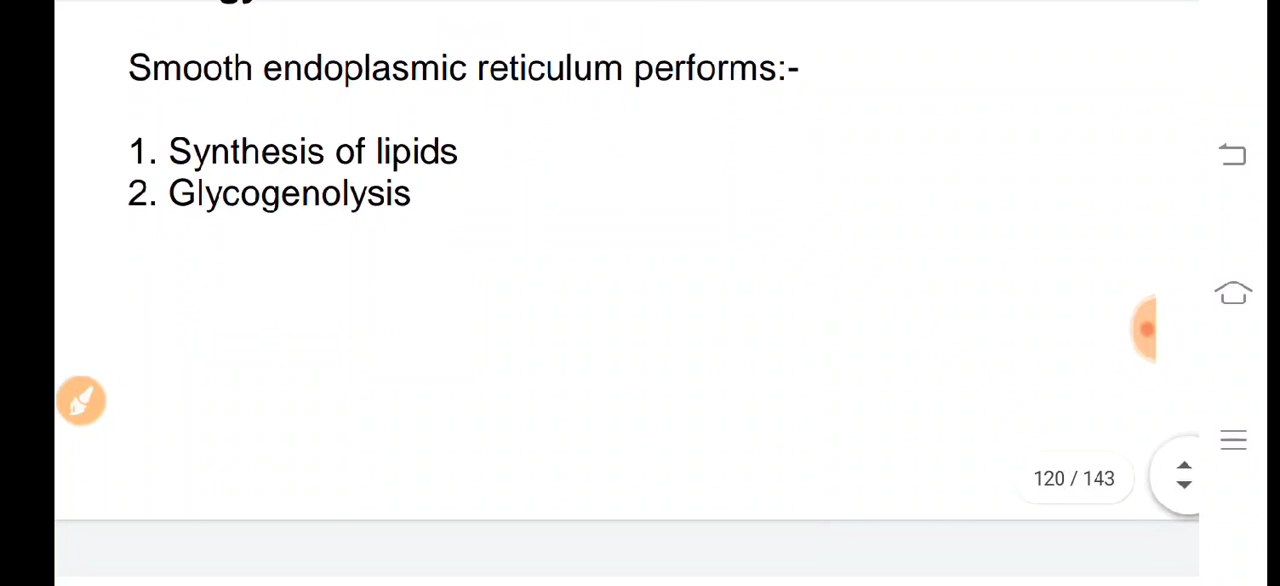 Smooth endoplasmic reticulum performs:-
1. Synthesis of lipids
2. Glycogenolysis
120 / 143